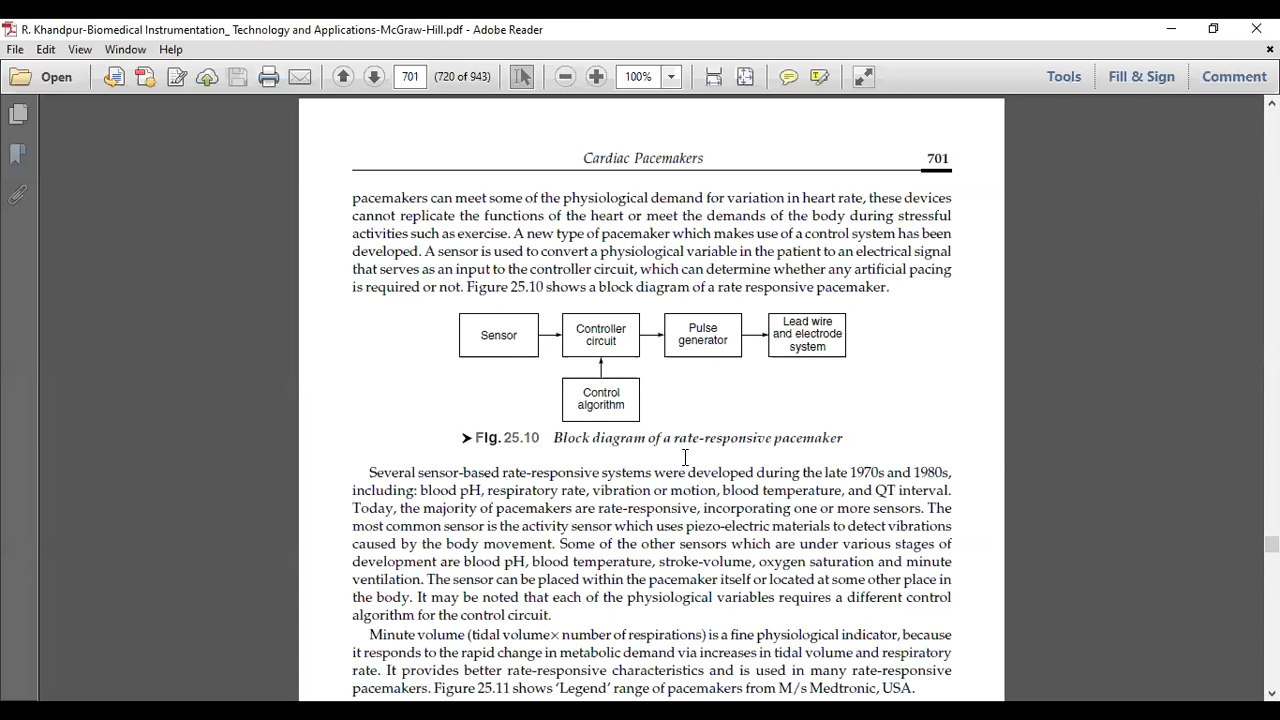 R. Khandpur-Biomedical Instrumentation_ Technology and Applications-McGraw-Hill.pdf - Adobe Reader
File Edit View Window Help
Open 701 (720 of 943) 100% Tools Fill & Sign Comment
Cardiac Pacemakers 701
pacemakers can meet some of the physiological demand for variation in heart rate, these devices
cannot replicate the functions of the heart or meet the demands of the body during stressful
activities such as exercise. A new type of pacemaker which makes use of a control system has been
developed. A sensor is used to convert a physiological variable in the patient to an electrical signal
that serves as an input to the controller circuit, which can determine whether any artificial pacing
is required or not. Figure 25.10 shows a block diagram of a rate responsive pacemaker.
Sensor
Controller
circuit
Pulse
generator
Lead wire
and electrode
system
Control
algorithm
Fig. 25.10 Block diagram of a rate-responsive pacemaker
Several sensor-based rate-responsive systems were developed during the late 1970s and 1980s,
including: blood pH, respiratory rate, vibration or motion, blood temperature, and QT interval.
Today, the majority of pacemakers are rate-responsive, incorporating one or more sensors. The
most common sensor is the activity sensor which uses piezo-electric materials to detect vibrations
caused by the body movement. Some of the other sensors which are under various stages of
development are blood pH, blood temperature, stroke-volume, oxygen saturation and minute
ventilation. The sensor can be placed within the pacemaker itself or located at some other place in
the body. It may be noted that each of the physiological variables requires a different control
algorithm for the control circuit.
Minute volume (tidal volume× number of respirations) is a fine physiological indicator, because
it responds to the rapid change in metabolic demand via increases in tidal volume and respiratory
rate. It provides better rate-responsive characteristics and is used in many rate-responsive
pacemakers. Figure 25.11 shows 'Legend' range of pacemakers from M/s Medtronic, USA.